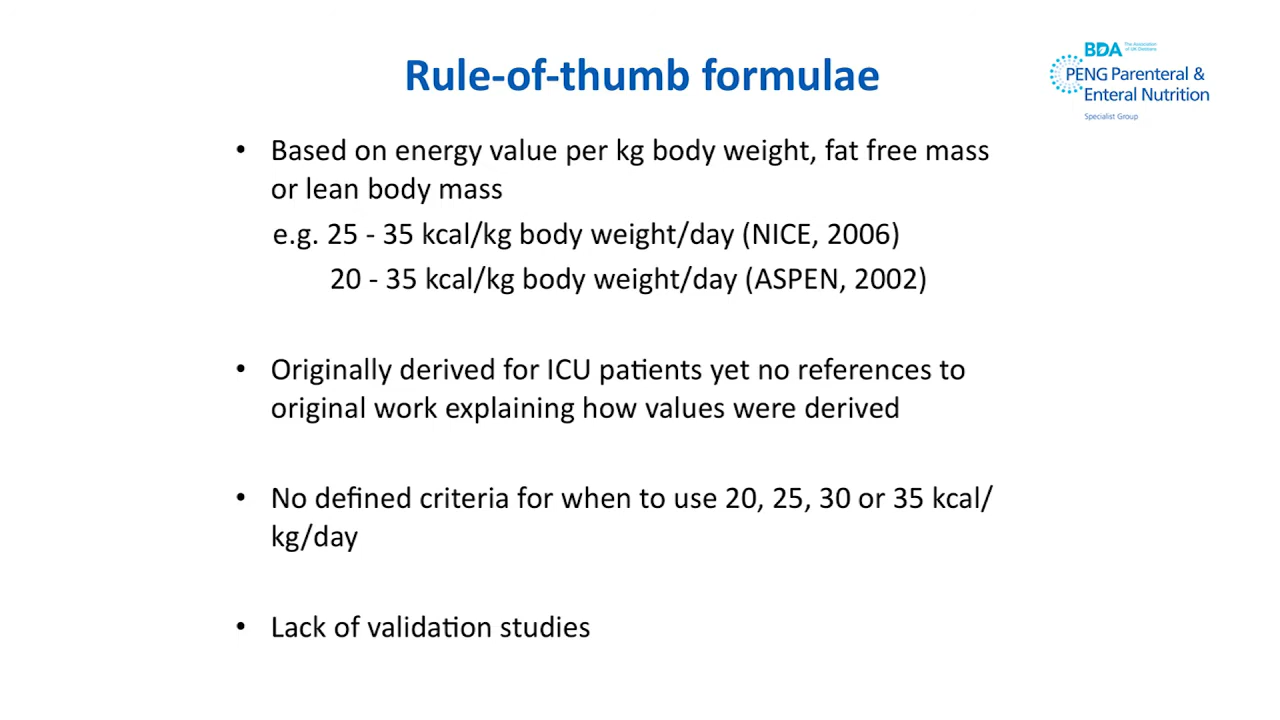 BDA The Association of UK Dietitians
Rule-of-thumb formulae
PENG Parenteral &
Enteral Nutrition
Specialist Group
• Based on energy value per kg body weight, fat free mass
or lean body mass
e.g. 25 - 35 kcal/kg body weight/day (NICE, 2006)
20 - 35 kcal/kg body weight/day (ASPEN, 2002)
• Originally derived for ICU patients yet no references to
original work explaining how values were derived
• No defined criteria for when to use 20, 25, 30 or 35 kcal/
kg/day
• Lack of validation studies